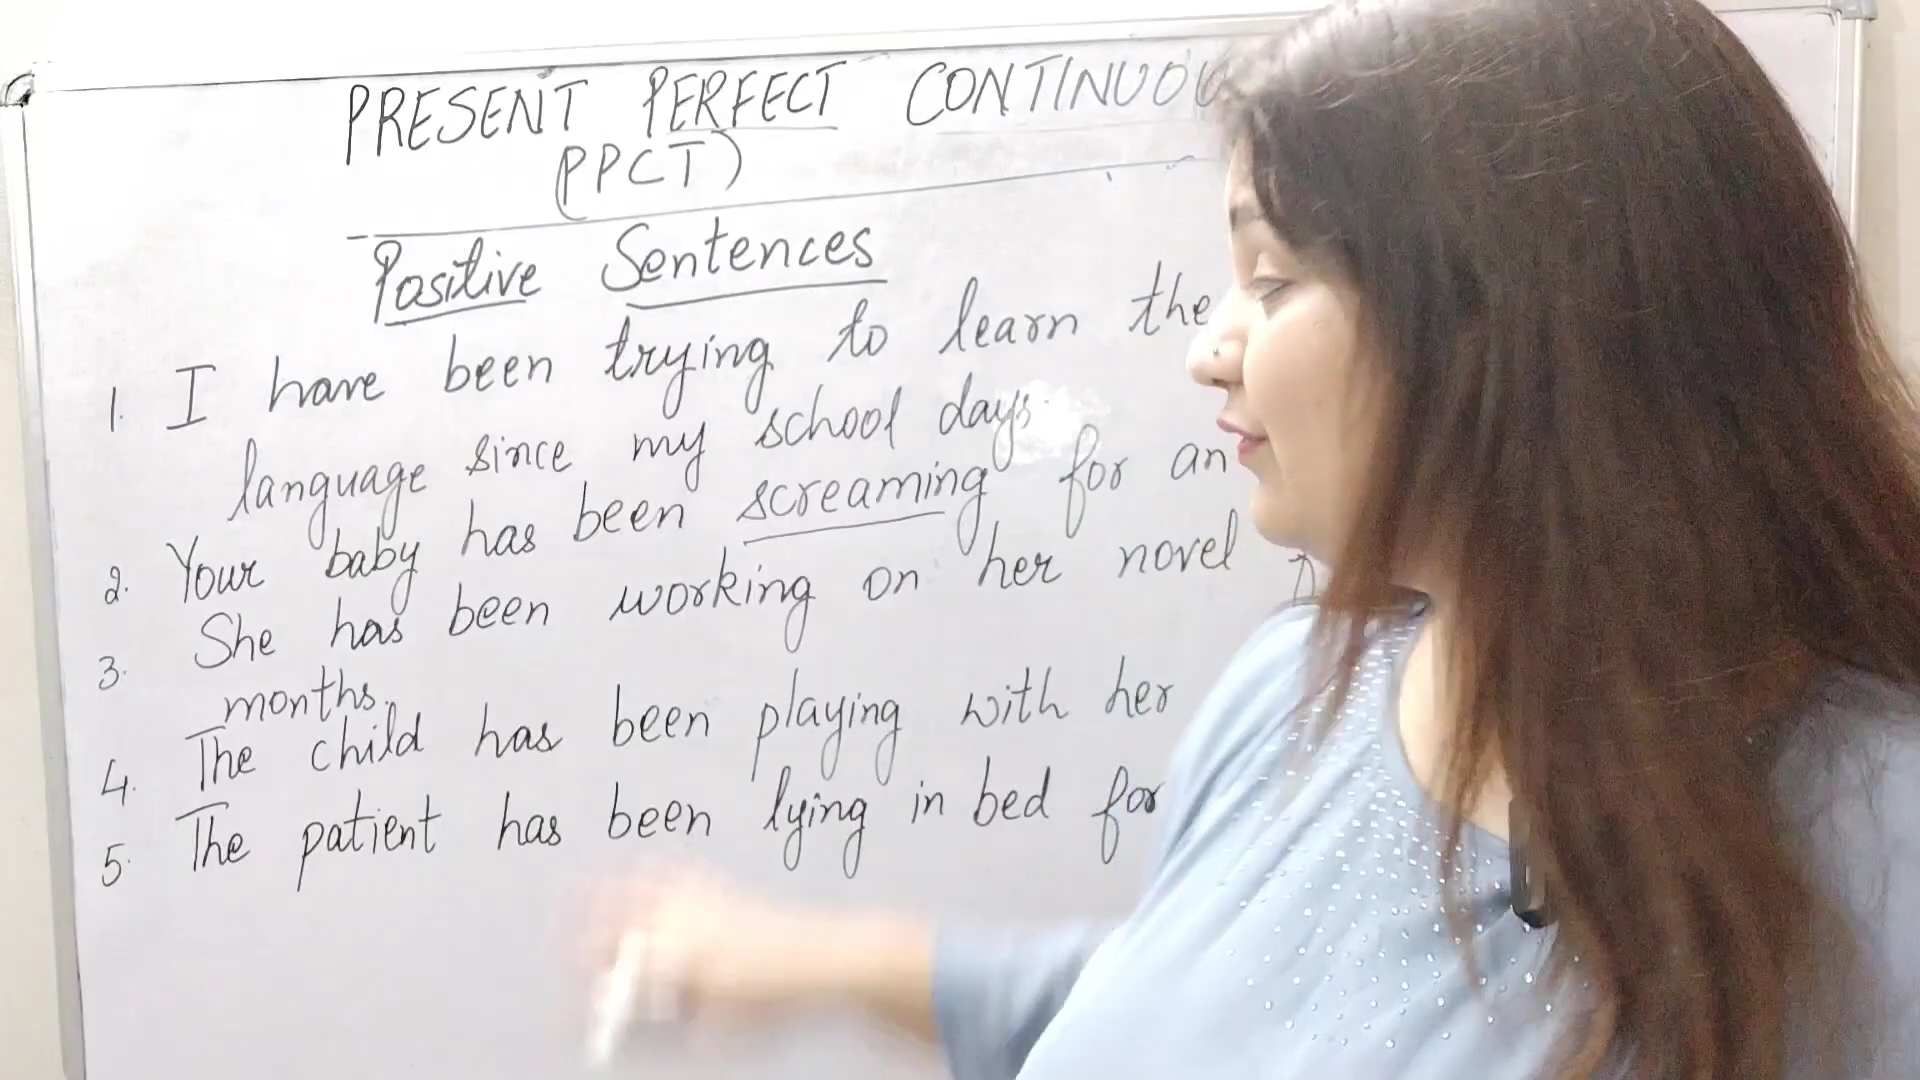 PRESENT PERFECT CONTINUOU
(PPCT)
Positive Sentences
1. I have been trying to learn the
language since my school days.
2. Your baby has been screaming for an
3. She has been working on her novel
months.
4. The child has been playing with her
5. The patient has been lying in bed for